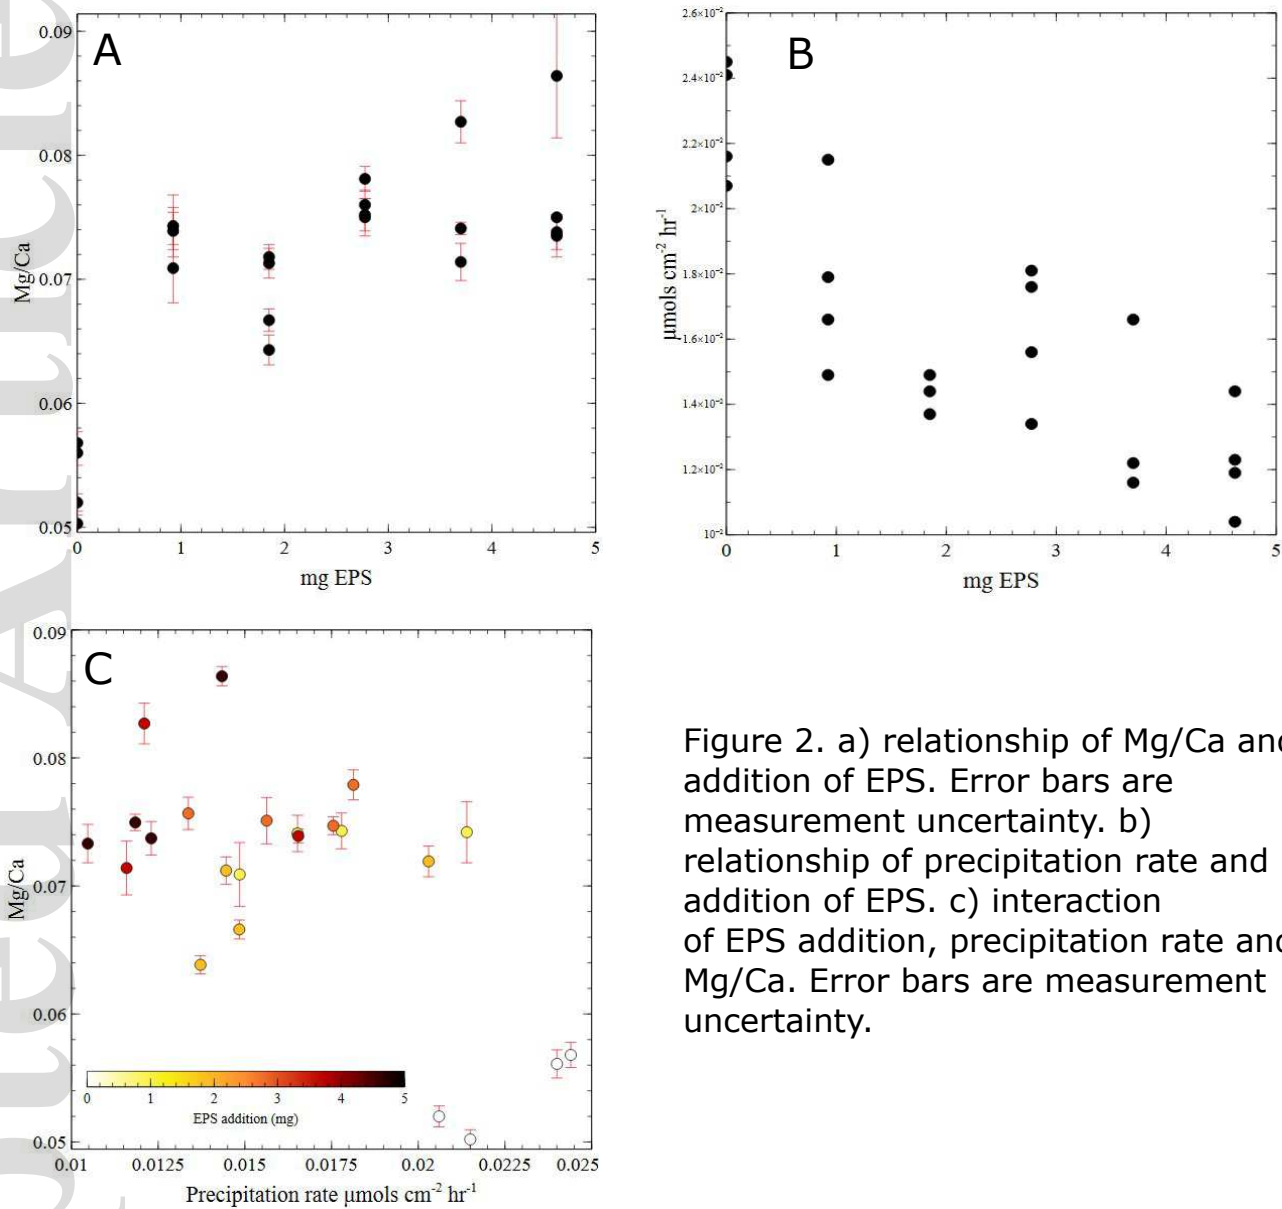 A
0.09
0.08
0.07
0.06
0.05
Mg/Ca
0 1 2 3 4 5
mg EPS
B
2.6×10⁻²
2.4×10⁻²
2.2×10⁻²
2×10⁻²
1.8×10⁻²
1.6×10⁻²
1.4×10⁻²
1.2×10⁻²
10⁻²
µmols cm⁻² hr⁻¹
0 1 2 3 4 5
mg EPS
C
0.09
0.08
0.07
0.06
0.05
Mg/Ca
0 1 2 3 4 5
EPS addition (mg)
0.01 0.0125 0.015 0.0175 0.02 0.0225 0.025
Precipitation rate µmols cm⁻² hr⁻¹
Figure 2. a) relationship of Mg/Ca and
addition of EPS. Error bars are
measurement uncertainty. b)
relationship of precipitation rate and
addition of EPS. c) interaction
of EPS addition, precipitation rate and
Mg/Ca. Error bars are measurement
uncertainty.